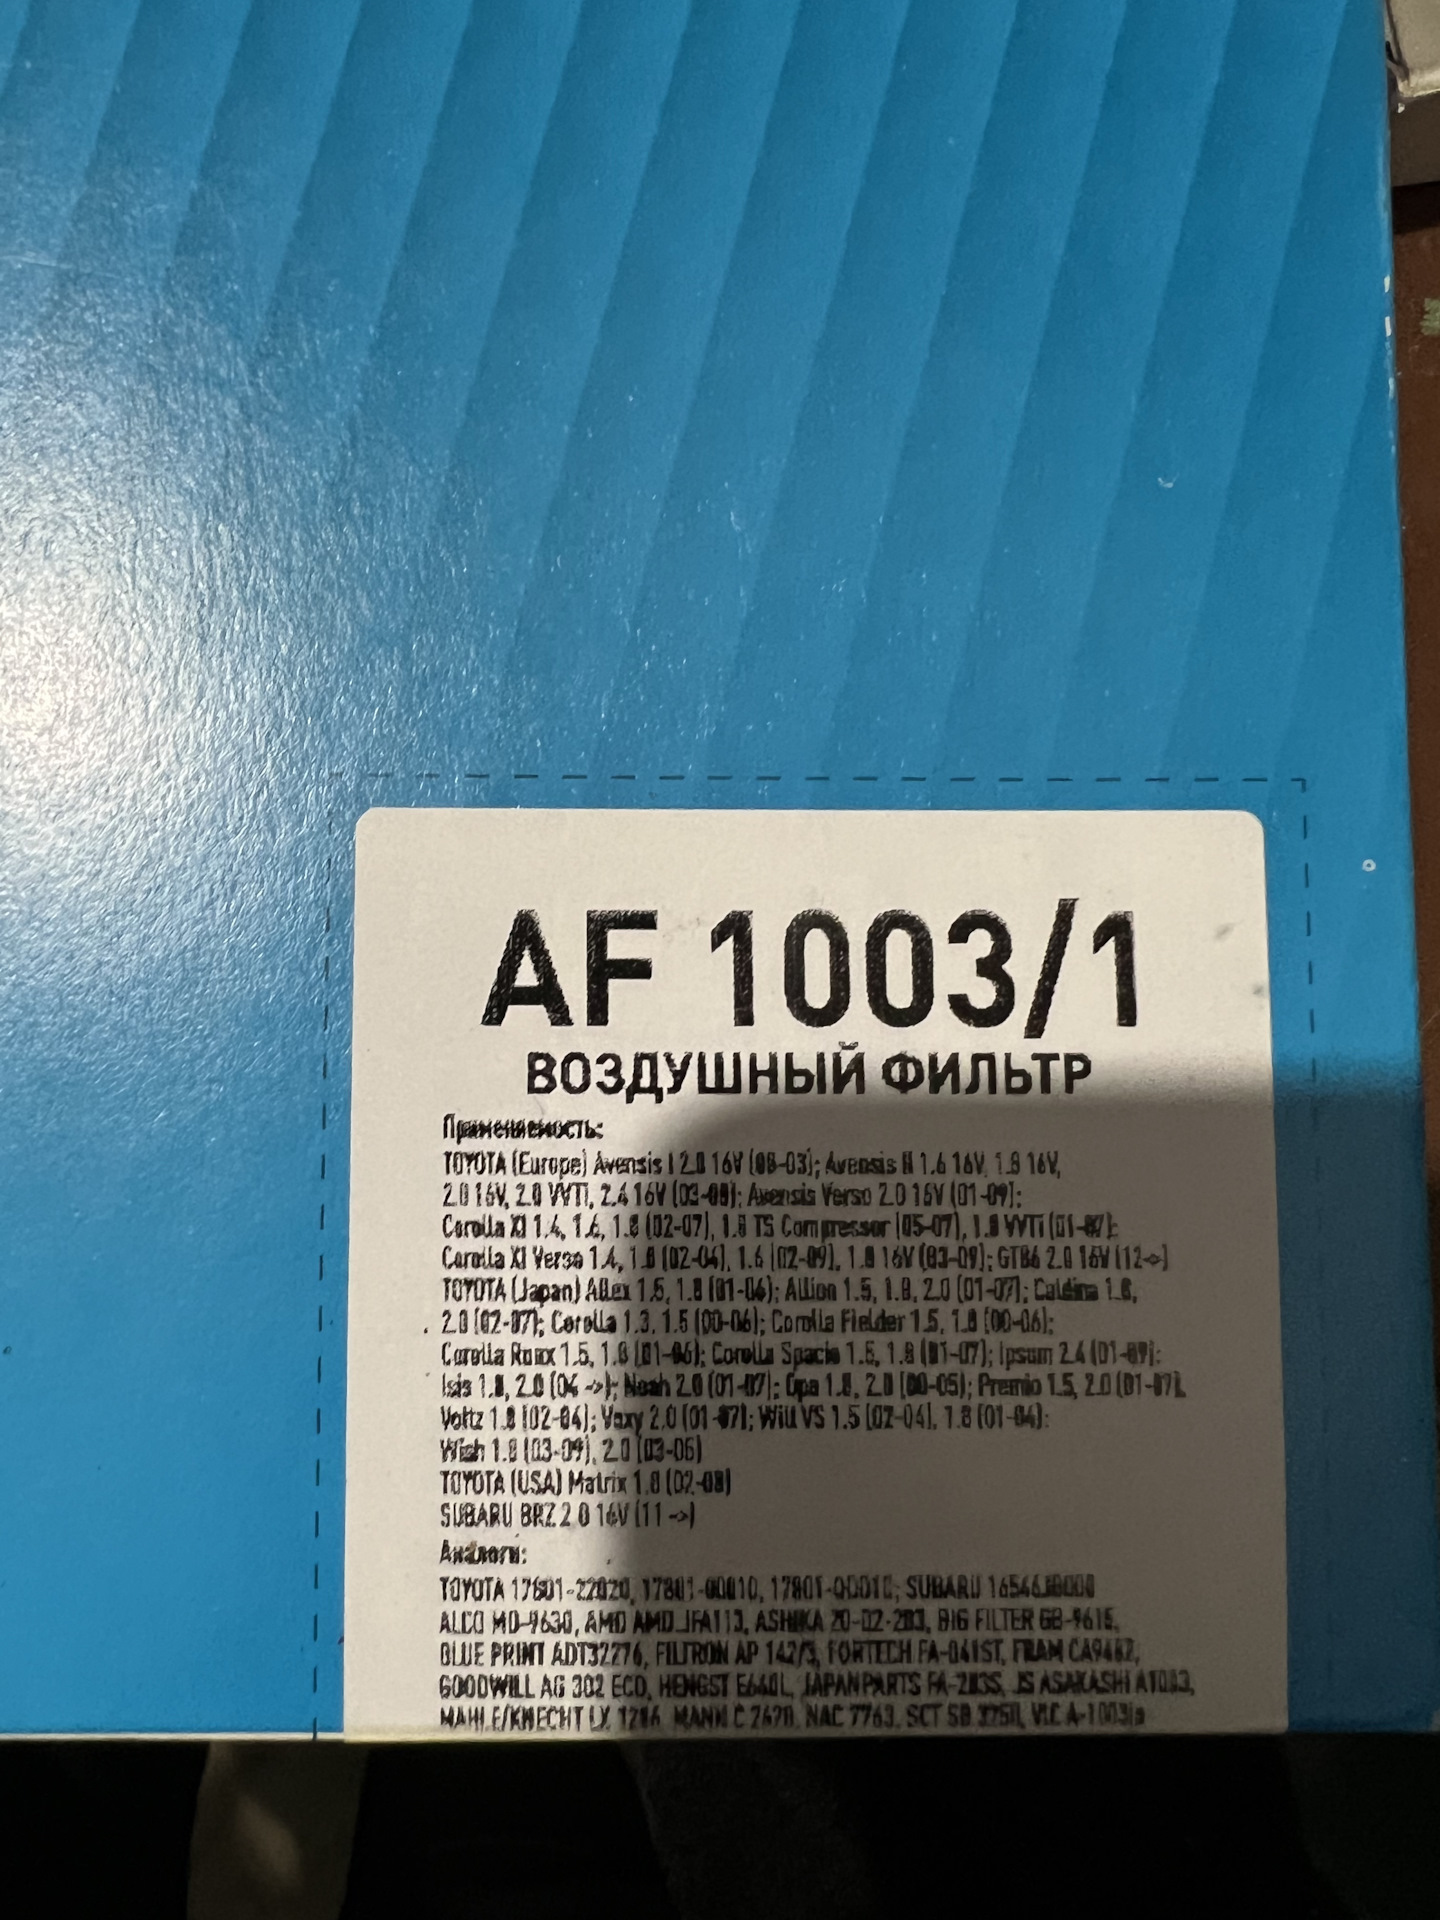 AF 1003/1
ВОЗДУШНЫЙ ФИЛЬТР
Применяемость:
TOYOTA (Europe) Avensis I 2.0 16V (00-03); Avensis II 1.6 16V, 1.8 16V,
2.0 16V, 2.0 VVTi, 2.4 16V (03-09); Avensis Verso 2.0 16V (01-09);
Corolla XI 1.4, 1.6, 1.8 (02-07), 1.8 TS Compressor (05-07), 1.8 VVTi (01-07);
Corolla XI Verso 1.4, 1.8 (02-04), 1.6 (02-09), 1.8 16V (03-09); GT86 2.0 16V (12->)
TOYOTA (Japan) Allex 1.5, 1.8 (01-06); Allion 1.5, 1.8, 2.0 (01-07); Caldina 1.8,
2.0 (02-07); Corolla 1.3, 1.5 (00-06); Corolla Fielder 1.5, 1.8 (00-06);
Corolla Runx 1.5, 1.8 (01-06); Corolla Spacio 1.5, 1.8 (01-07); Ipsum 2.4 (01-09);
Isis 1.8, 2.0 (04 ->); Noah 2.0 (01-07); Opa 1.8, 2.0 (00-05); Premio 1.5, 2.0 (01-07),
Voltz 1.8 (02-04); Voxy 2.0 (01-07); Will VS 1.5 (02-04), 1.8 (01-04);
Wish 1.8 (03-09), 2.0 (03-05)
TOYOTA (USA) Matrix 1.8 (02-08)
SUBARU BRZ 2.0 16V (11 ->)
Аналоги:
TOYOTA 17801-22020, 17801-0D010, 17801-0D010; SUBARU 16546JB000
ALCO MD-9630, AMD AMD.JFA113, ASHIKA 20-02-203, BIG FILTER GB-9615,
BLUE PRINT ADT32276, FILTRON AP 142/3, FORTECH FA-041ST, FRAM CA9482,
GOODWILL AG 302 ECO, HENGST E640L, JAPANPARTS FA-203S, JS ASAKASHI A1003,
MAHLE/KNECHT LX 1286, MANN C 2620, NAC 7763, SCT SB 3250, VIC A-1003